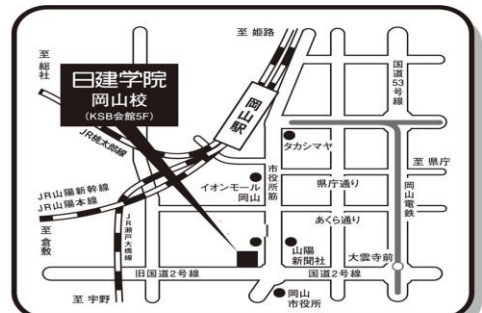 至 姫路
至 総社
日建学院
岡山校
(KSB会館5F)
国道53号線
岡山駅
JR桃太郎線
タカシマヤ
至 県庁
市役所筋
イオンモール
岡山
県庁通り
岡山電鉄
JR山陽新幹線
JR山陽本線
JR瀬戸大橋線
あくら通り
至 倉敷
山陽
新聞社
大雲寺前
旧国道2号線
国道2号線
至 宇野
岡山
市役所